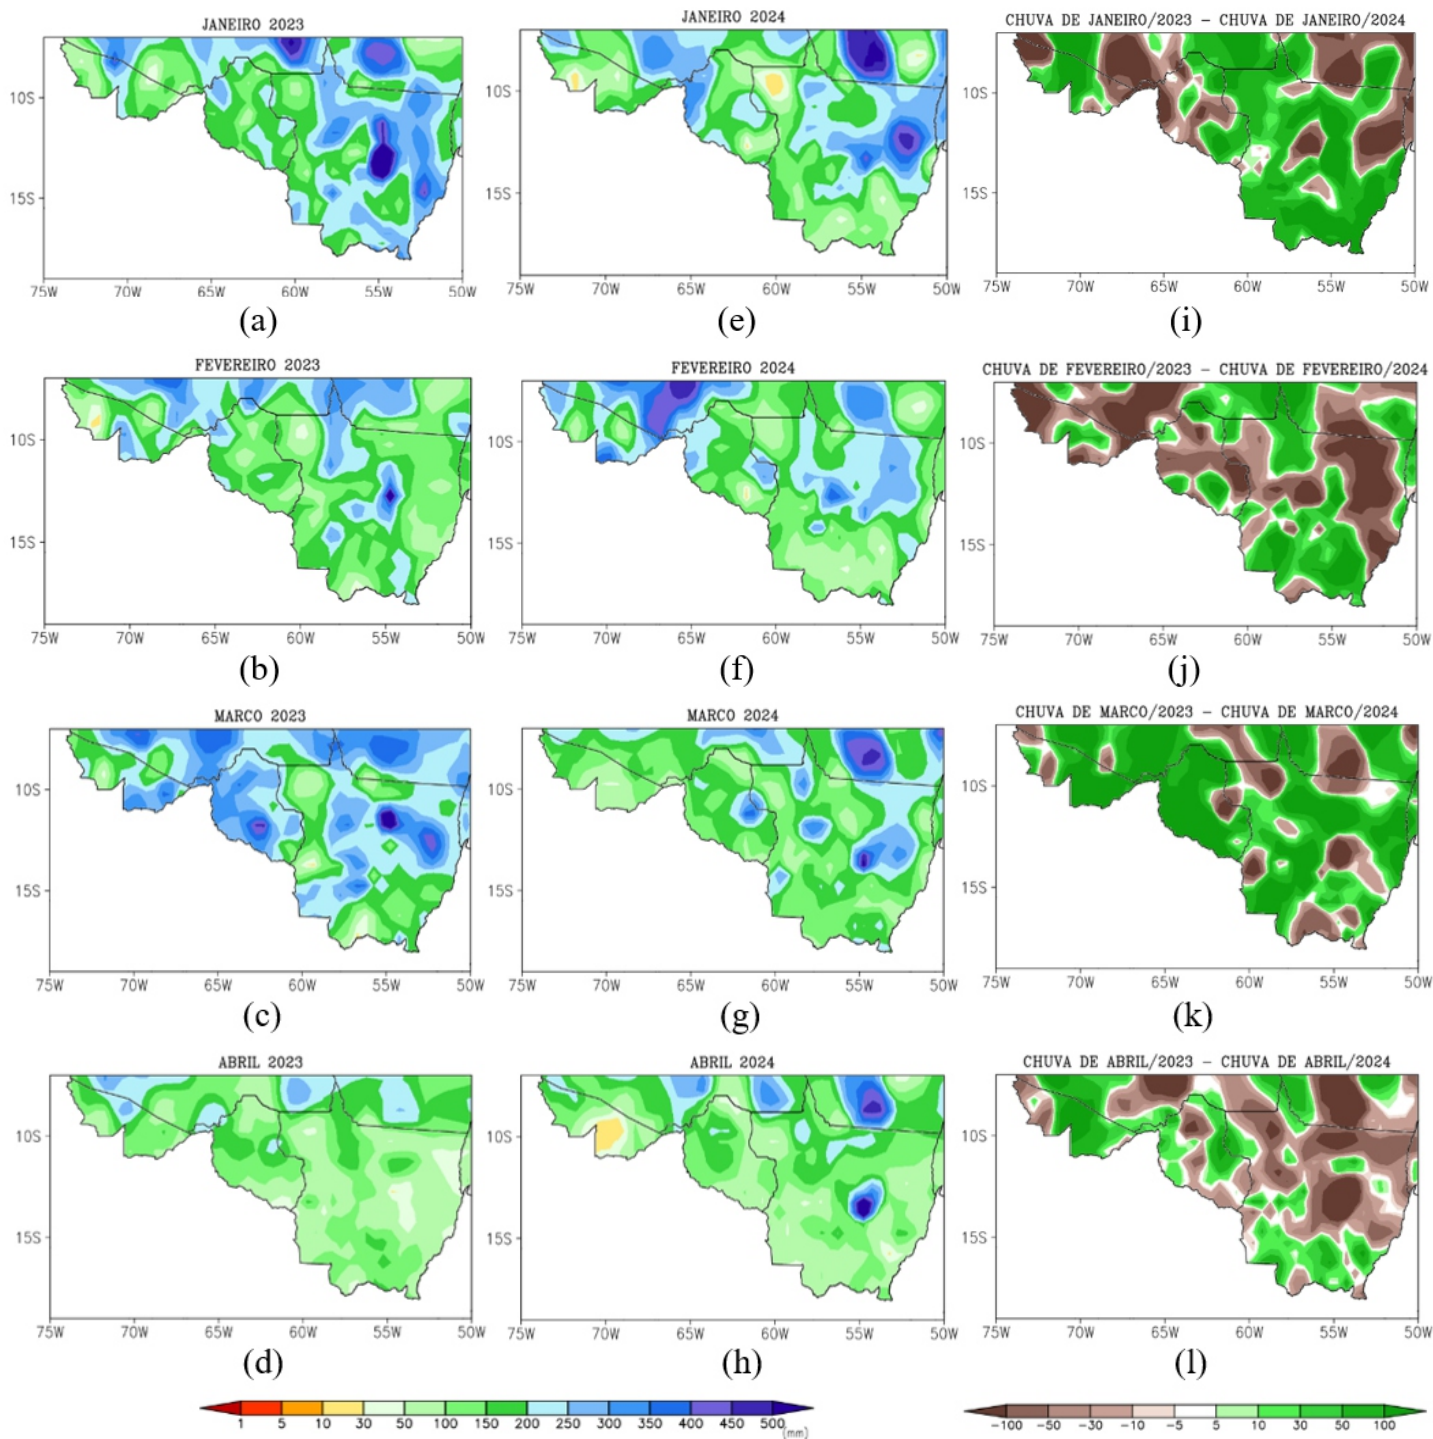 JANEIRO 2023
JANEIRO 2024
CHUVA DE JANEIRO/2023 − CHUVA DE JANEIRO/2024
10S
15S
75W 70W 65W 60W 55W 50W
10S
15S
75W 70W 65W 60W 55W 50W
10S
15S
75W 70W 65W 60W 55W 50W
(a)
(e)
(i)
FEVEREIRO 2023
FEVEREIRO 2024
CHUVA DE FEVEREIRO/2023 − CHUVA DE FEVEREIRO/2024
10S
15S
75W 70W 65W 60W 55W 50W
10S
15S
75W 70W 65W 60W 55W 50W
10S
15S
75W 70W 65W 60W 55W 50W
(b)
(f)
(j)
MARCO 2023
MARCO 2024
CHUVA DE MARCO/2023 − CHUVA DE MARCO/2024
10S
15S
75W 70W 65W 60W 55W 50W
10S
15S
75W 70W 65W 60W 55W 50W
10S
15S
75W 70W 65W 60W 55W 50W
(c)
(g)
(k)
ABRIL 2023
ABRIL 2024
CHUVA DE ABRIL/2023 − CHUVA DE ABRIL/2024
10S
15S
75W 70W 65W 60W 55W 50W
10S
15S
75W 70W 65W 60W 55W 50W
10S
15S
75W 70W 65W 60W 55W 50W
(d)
(h)
(l)
1 5 10 30 50 100 150 200 250 300 350 400 450 500
(mm)
−100 −50 −30 −10 −5 5 10 30 50 100